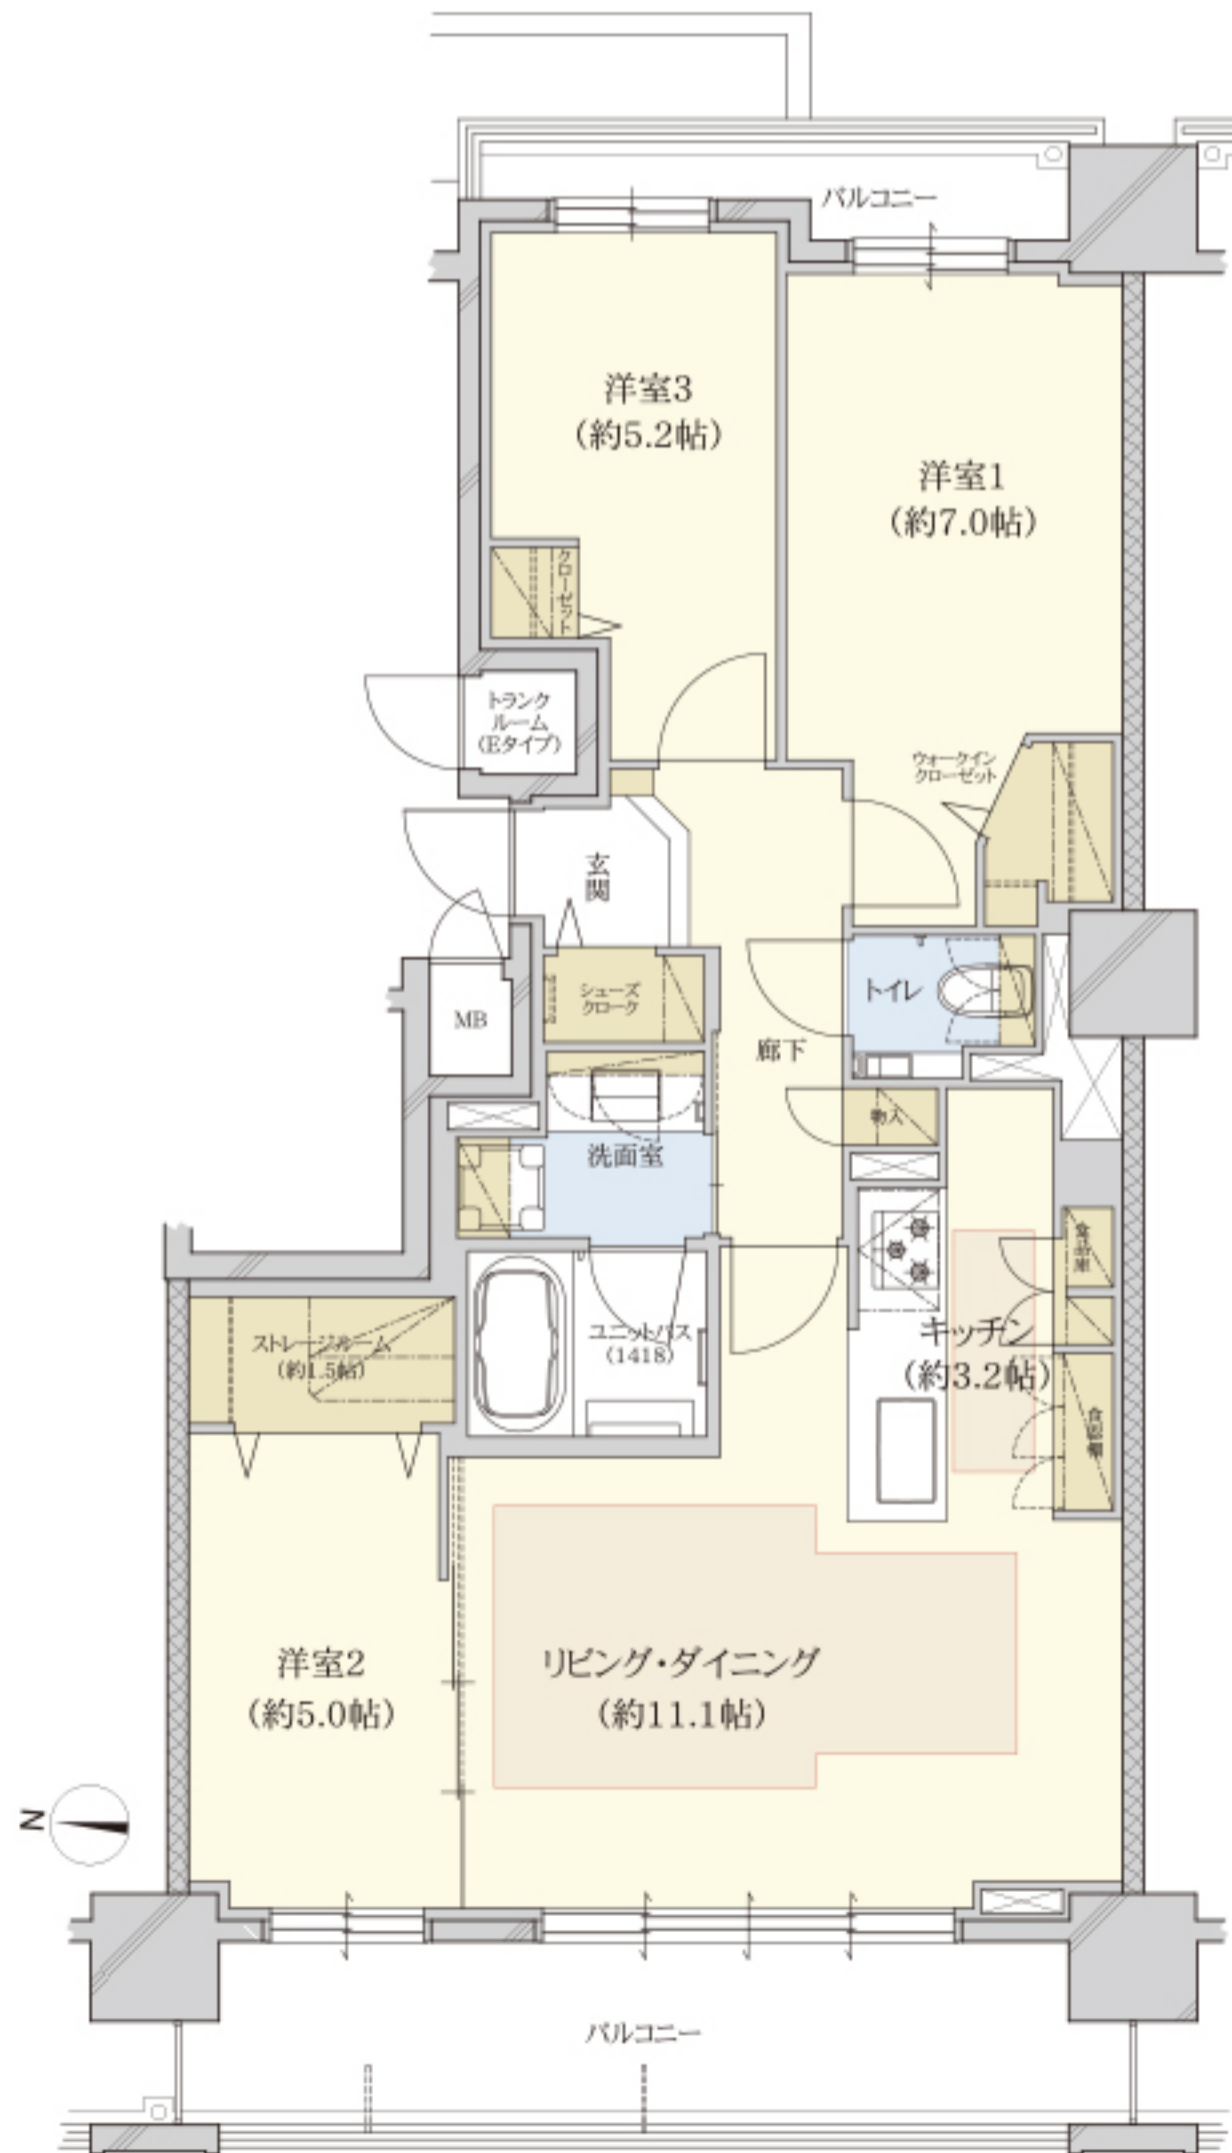 バルコニー
洋室3
(約5.2帖)
洋室1
(約7.0帖)
クローゼット
トランク
ルーム
(Eタイプ)
ウォークイン
クローゼット
玄関
シューズ
クローク
トイレ
MB
廊下
物入
洗面室
食品庫
キッチン
(約3.2帖)
ユニットバス
(1418)
ストレージルーム
(約1.5帖)
食器棚
洋室2
(約5.0帖)
リビング・ダイニング
(約11.1帖)
N
バルコニー